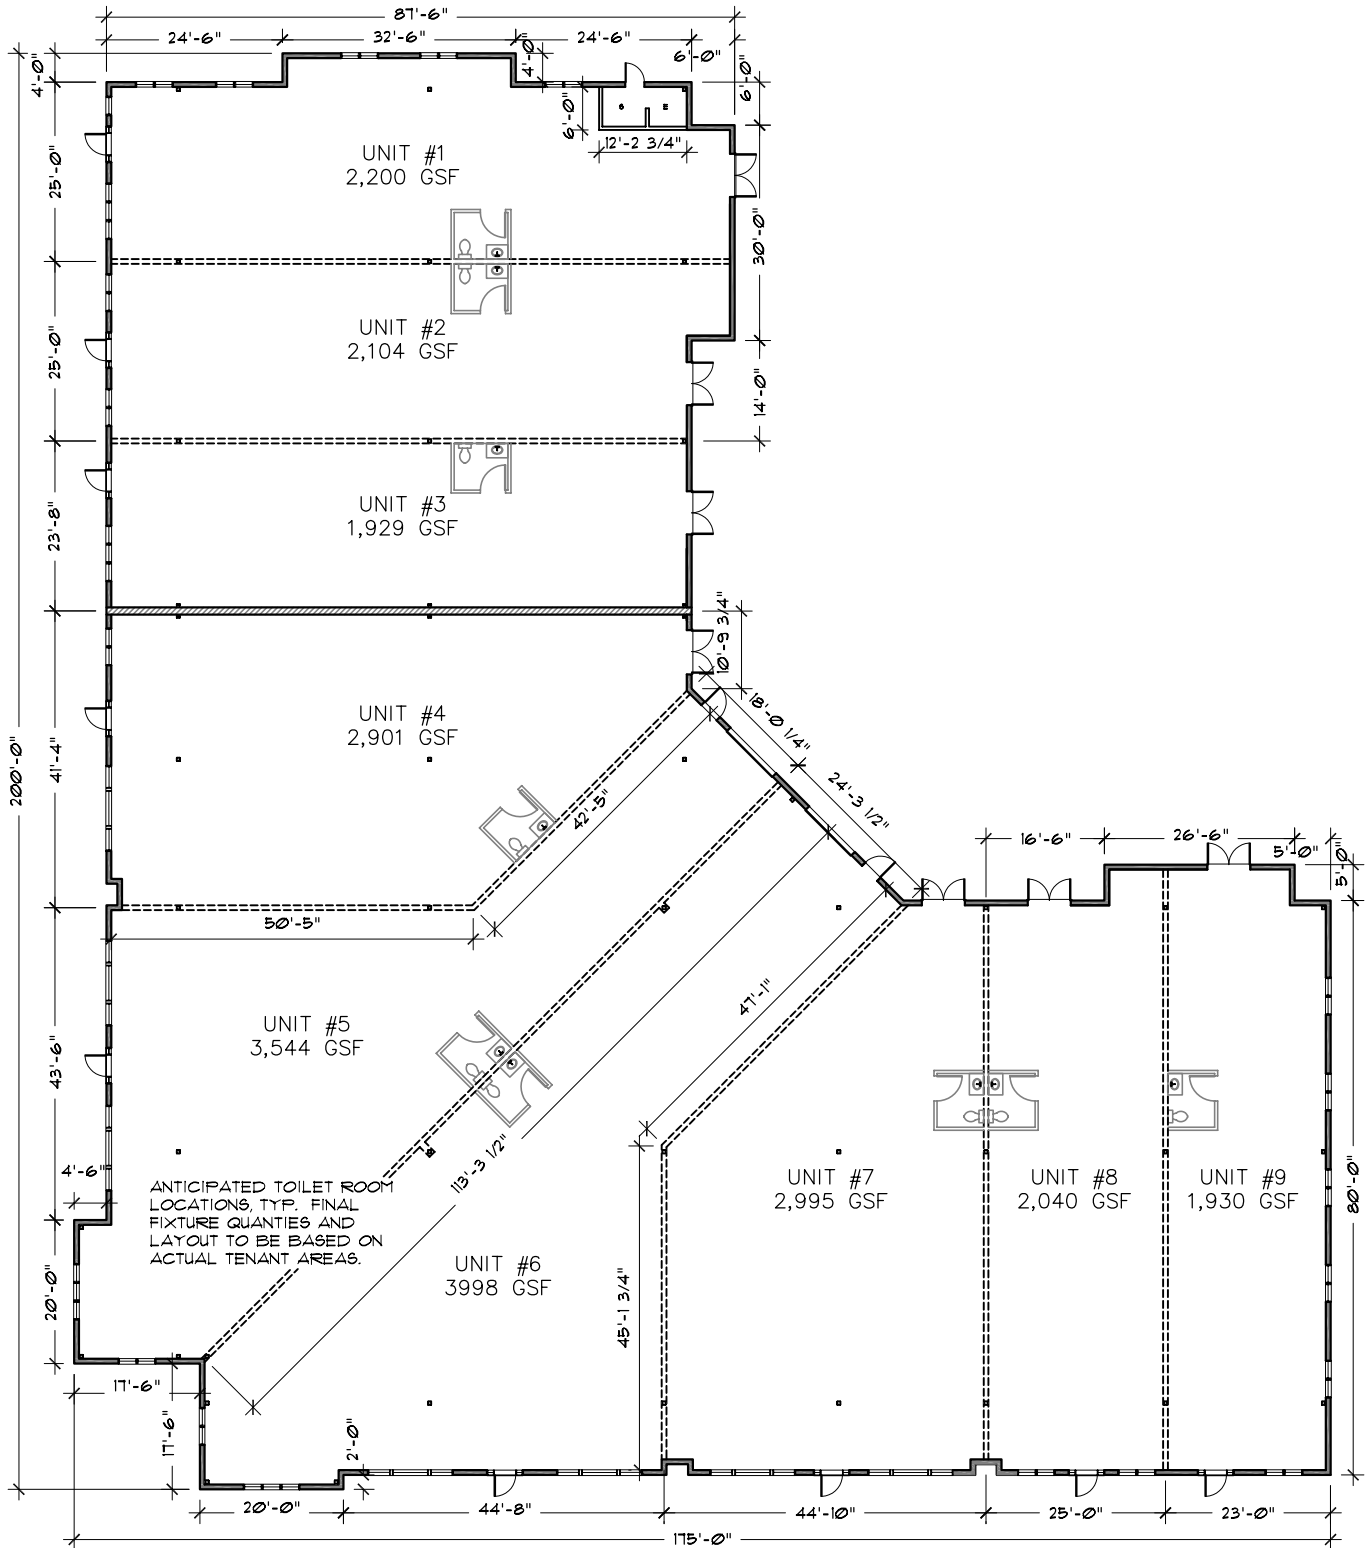 87'-6"
24'-6"
32'-6"
24'-6"
4'-0"
4'-0"
6'-0"
6'-0"
6'-0"
12'-2 3/4"
UNIT #1
2,200 GSF
25'-0"
30'-0"
UNIT #2
2,104 GSF
25'-0"
14'-0"
UNIT #3
1,929 GSF
23'-8"
10'-9 3/4"
UNIT #4
2,901 GSF
18'-0 1/4"
41'-4"
200'-0"
42'-5"
24'-3 1/2"
16'-6"
26'-6"
5'-0"
5'-0"
50'-5"
47'-1"
UNIT #5
3,544 GSF
43'-6"
113'-3 1/2"
4'-6"
ANTICIPATED TOILET ROOM
LOCATIONS, TYP. FINAL
FIXTURE QUANTIES AND
LAYOUT TO BE BASED ON
ACTUAL TENANT AREAS.
UNIT #7
2,995 GSF
UNIT #8
2,040 GSF
UNIT #9
1,930 GSF
80'-0"
UNIT #6
3998 GSF
20'-0"
45'-1 3/4"
17'-6"
17'-6"
2'-0"
20'-0"
44'-8"
44'-10"
25'-0"
23'-0"
175'-0"